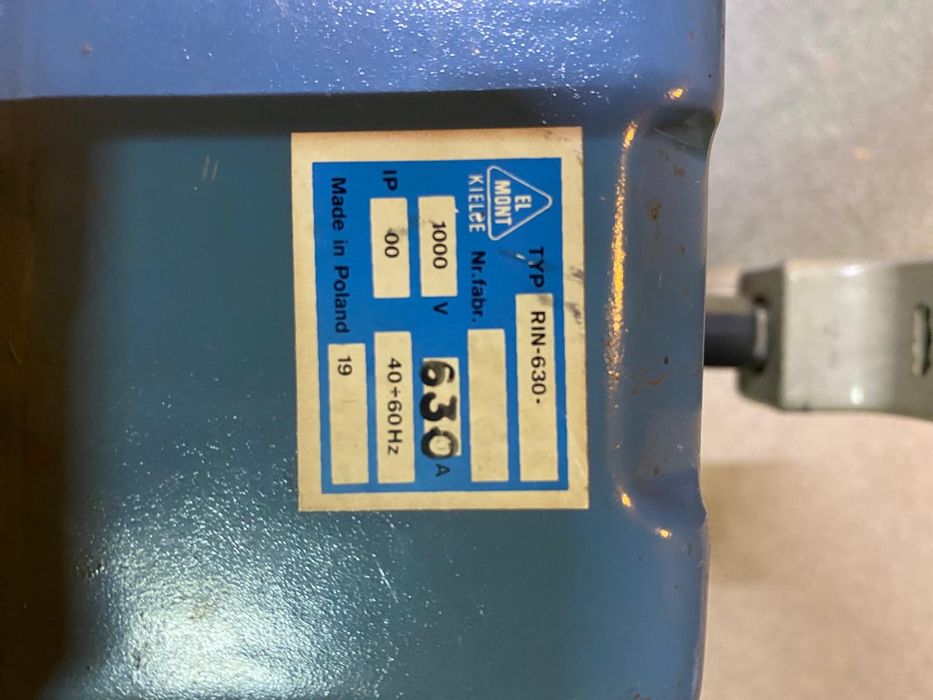 EL
MONT
KIELCE
TYP RIN-630-
Nr.fabr.
1000 V 630 A
IP 00 40÷60Hz
Made in Poland 19